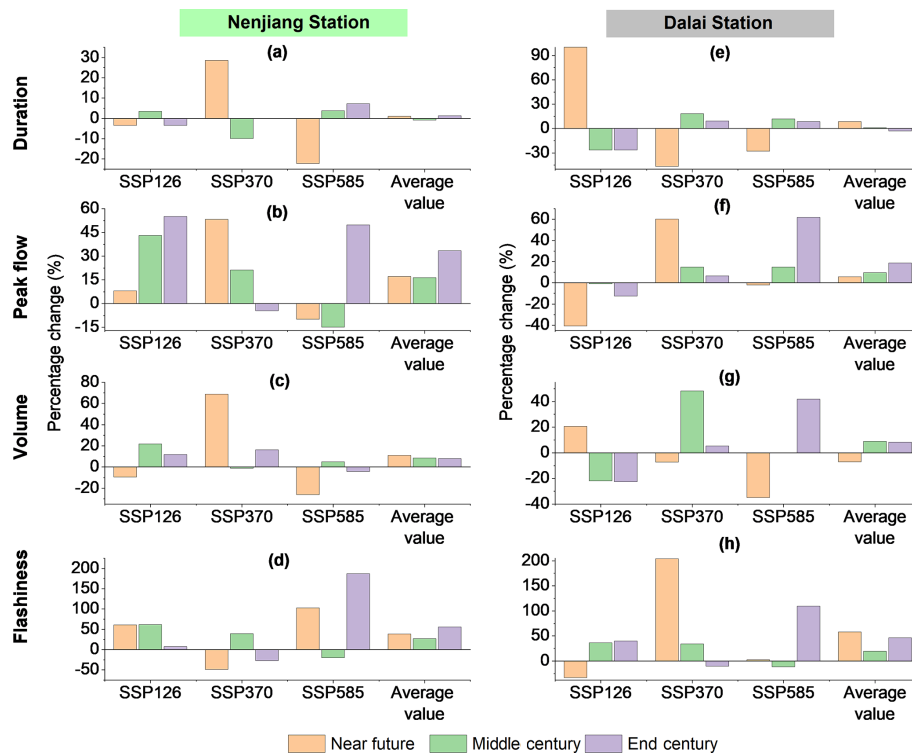 Nenjiang Station
Dalai Station
Duration
Peak flow
Volume
Flashiness
Percentage change (%)
Percentage change (%)
(a)
30
20
10
0
-10
-20
SSP126 SSP370 SSP585 Average value
(e)
90
60
30
0
-30
SSP126 SSP370 SSP585 Average value
(b)
60
45
30
15
0
-15
SSP126 SSP370 SSP585 Average value
(f)
60
40
20
0
-20
-40
SSP126 SSP370 SSP585 Average value
(c)
80
60
40
20
0
-20
SSP126 SSP370 SSP585 Average value
(g)
40
20
0
-20
-40
SSP126 SSP370 SSP585 Average value
(d)
200
150
100
50
0
-50
SSP126 SSP370 SSP585 Average value
(h)
200
150
100
50
0
SSP126 SSP370 SSP585 Average value
Near future Middle century End century